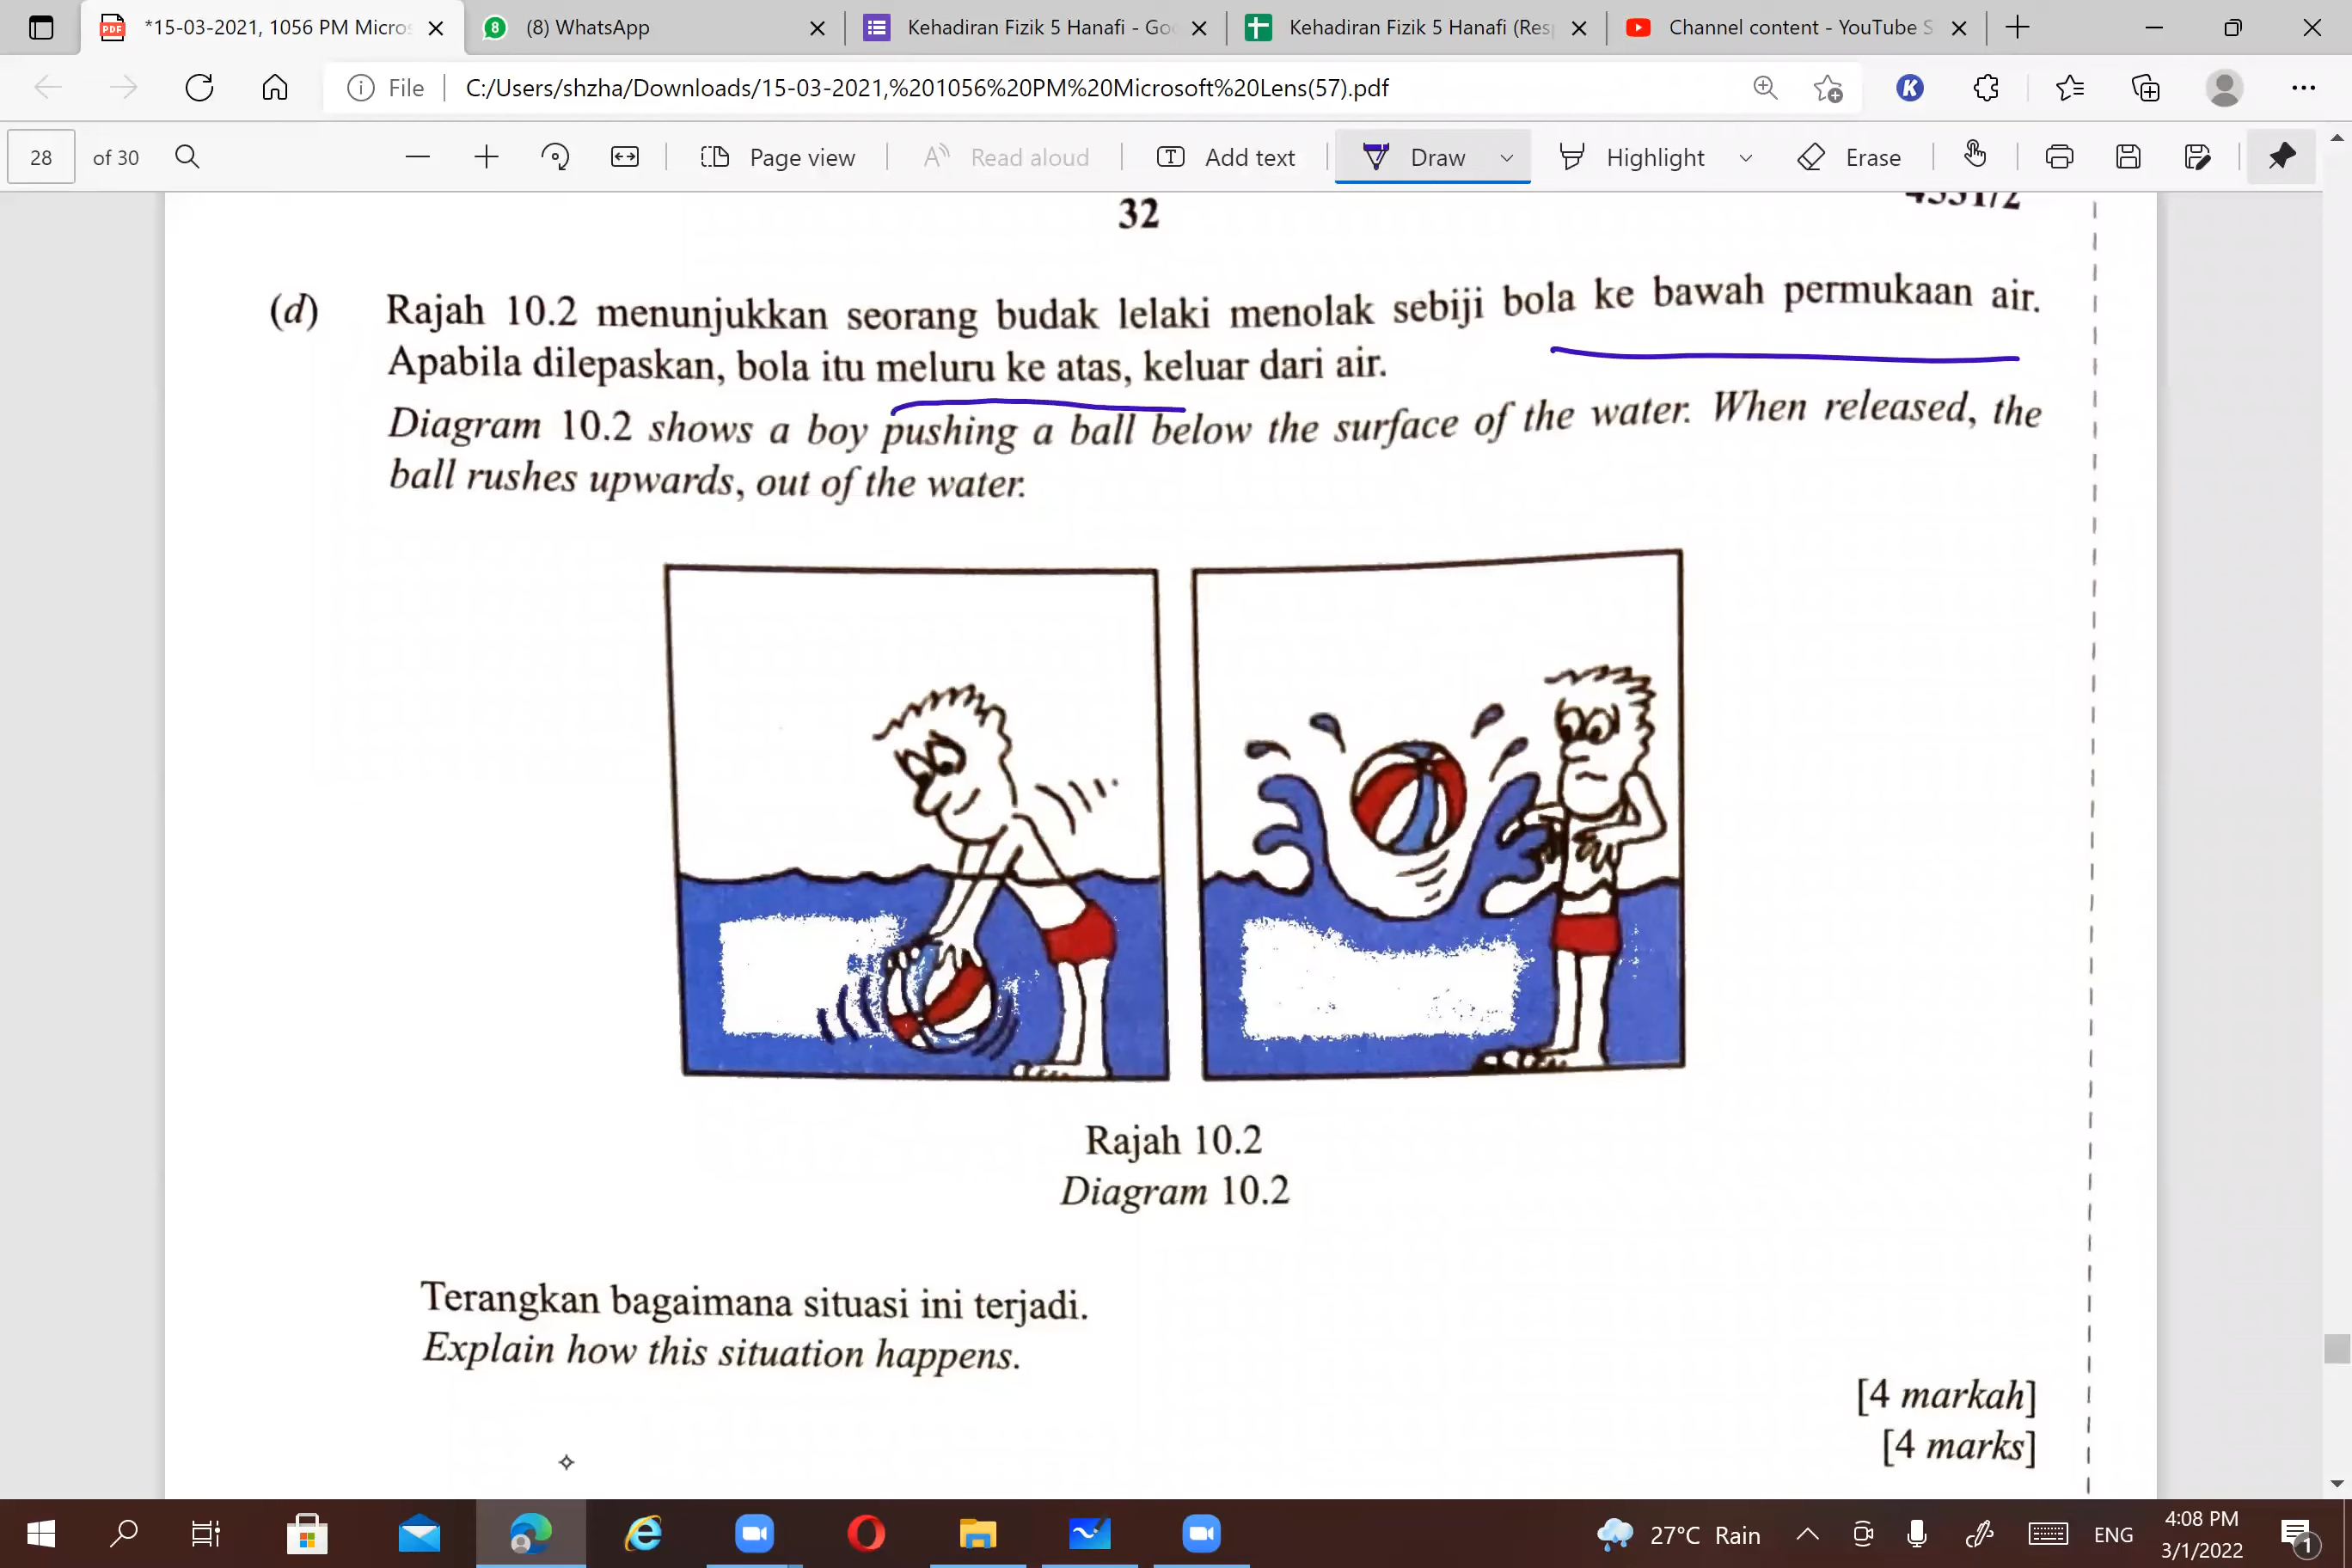 *15-03-2021, 1056 PM Micros
(8) WhatsApp
Kehadiran Fizik 5 Hanafi - Goo
Kehadiran Fizik 5 Hanafi (Resp
Channel content - YouTube S
File
C:/Users/shzha/Downloads/15-03-2021,%201056%20PM%20Microsoft%20Lens(57).pdf
28 of 30
Page view
Read aloud
Add text
Draw
Highlight
Erase
32
4531/2
(d) Rajah 10.2 menunjukkan seorang budak lelaki menolak sebiji bola ke bawah permukaan air.
Apabila dilepaskan, bola itu meluru ke atas, keluar dari air.
Diagram 10.2 shows a boy pushing a ball below the surface of the water. When released, the
ball rushes upwards, out of the water.
Rajah 10.2
Diagram 10.2
Terangkan bagaimana situasi ini terjadi.
Explain how this situation happens.
[4 markah]
[4 marks]
27°C Rain
ENG
4:08 PM
3/1/2022
1